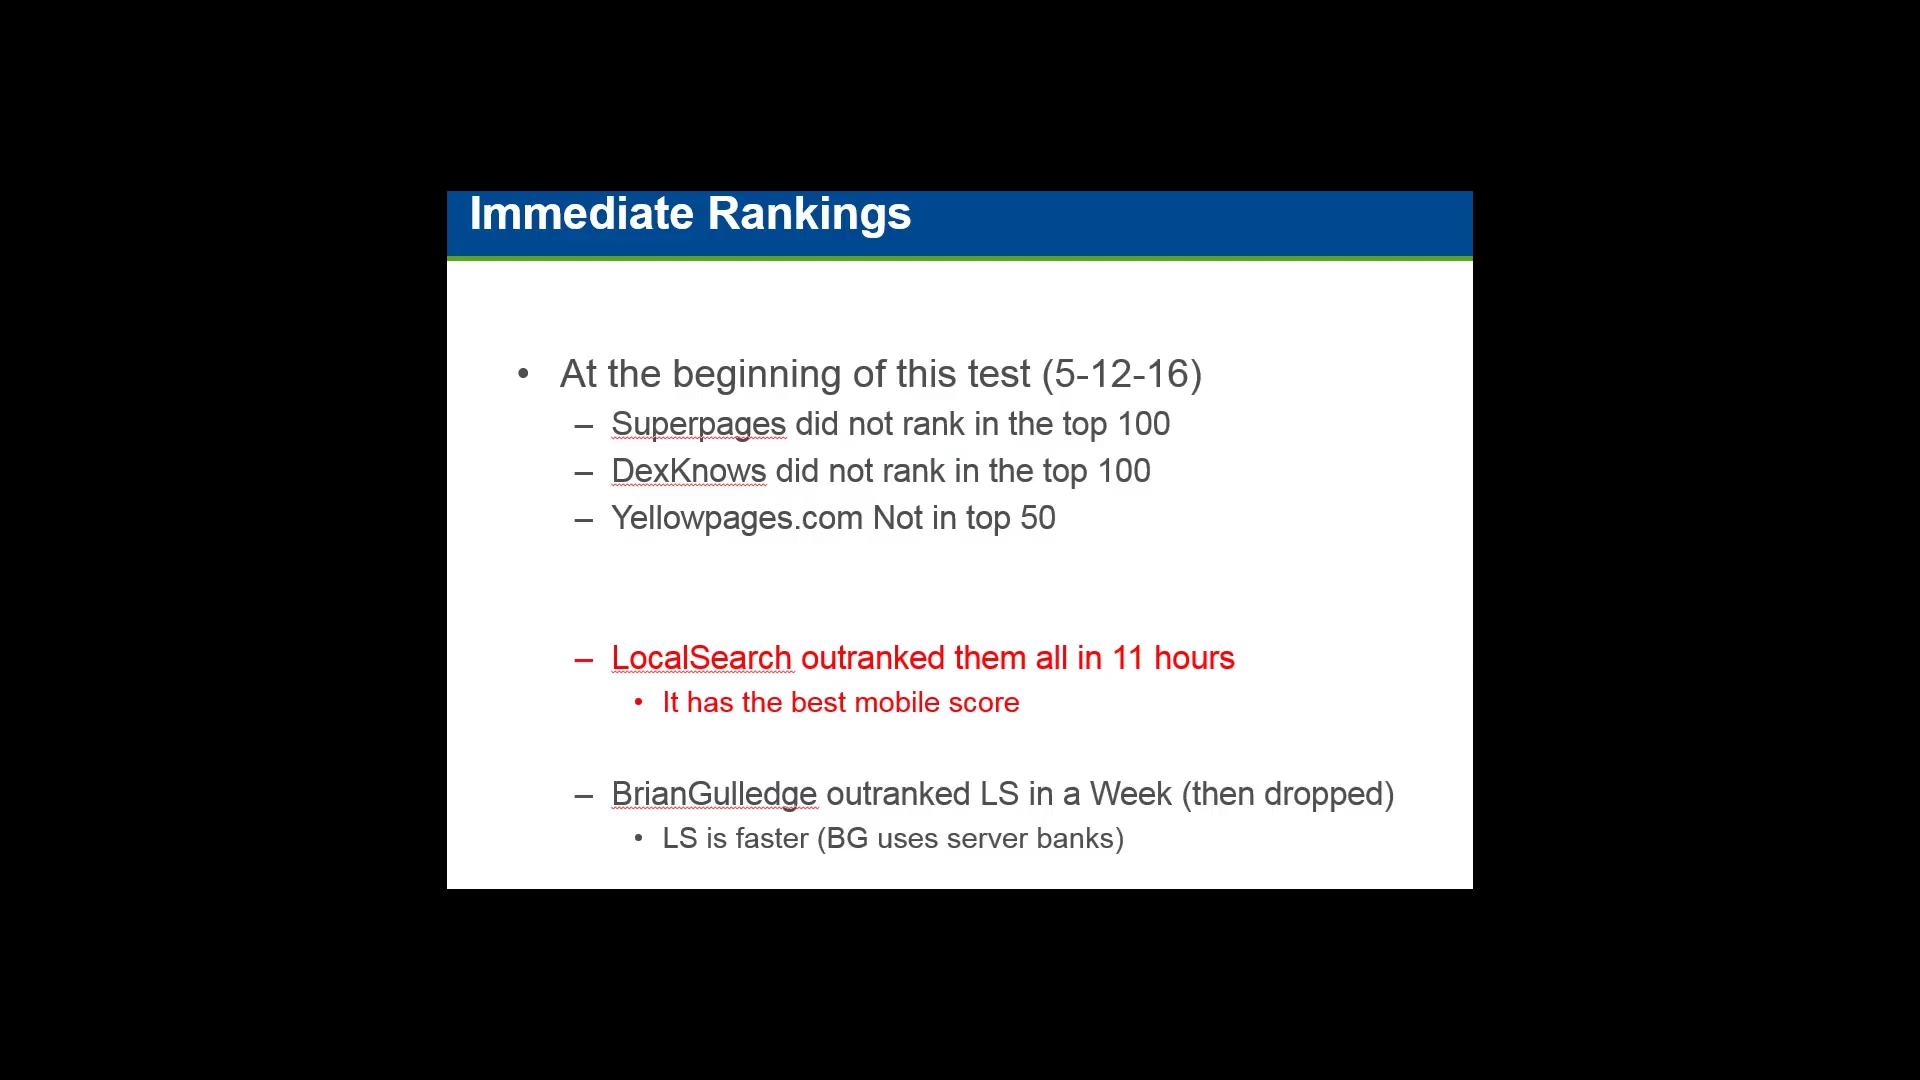 Immediate Rankings
• At the beginning of this test (5-12-16)
– Superpages did not rank in the top 100
– DexKnows did not rank in the top 100
– Yellowpages.com Not in top 50
– LocalSearch outranked them all in 11 hours
• It has the best mobile score
– BrianGulledge outranked LS in a Week (then dropped)
• LS is faster (BG uses server banks)